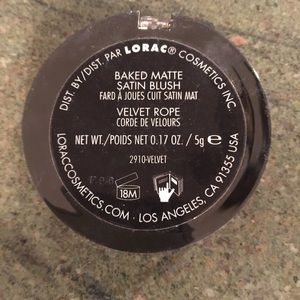 DIST. BY/DIST. PAR LORAC® COSMETICS INC.
BAKED MATTE
SATIN BLUSH
FARD À JOUES CUIT SATIN MAT
VELVET ROPE
CORDE DE VELOURS
NET WT./POIDS NET 0.17 OZ. / 5g ℮
2910-VELVET
18M
LORACCOSMETICS.COM · LOS ANGELES, CA 91355 USA